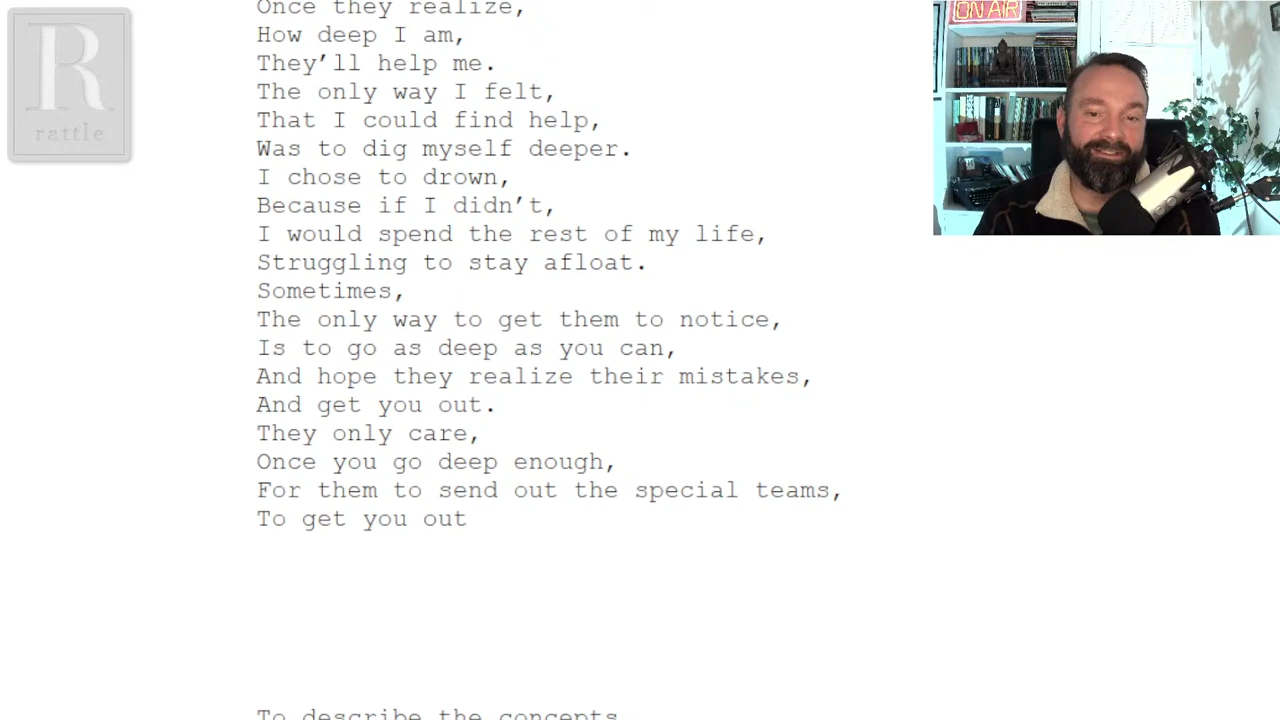 R
rattle
ON AIR
Once they realize,
How deep I am,
They’ll help me.
The only way I felt,
That I could find help,
Was to dig myself deeper.
I chose to drown,
Because if I didn’t,
I would spend the rest of my life,
Struggling to stay afloat.
Sometimes,
The only way to get them to notice,
Is to go as deep as you can,
And hope they realize their mistakes,
And get you out.
They only care,
Once you go deep enough,
For them to send out the special teams,
To get you out
To describe the concepts